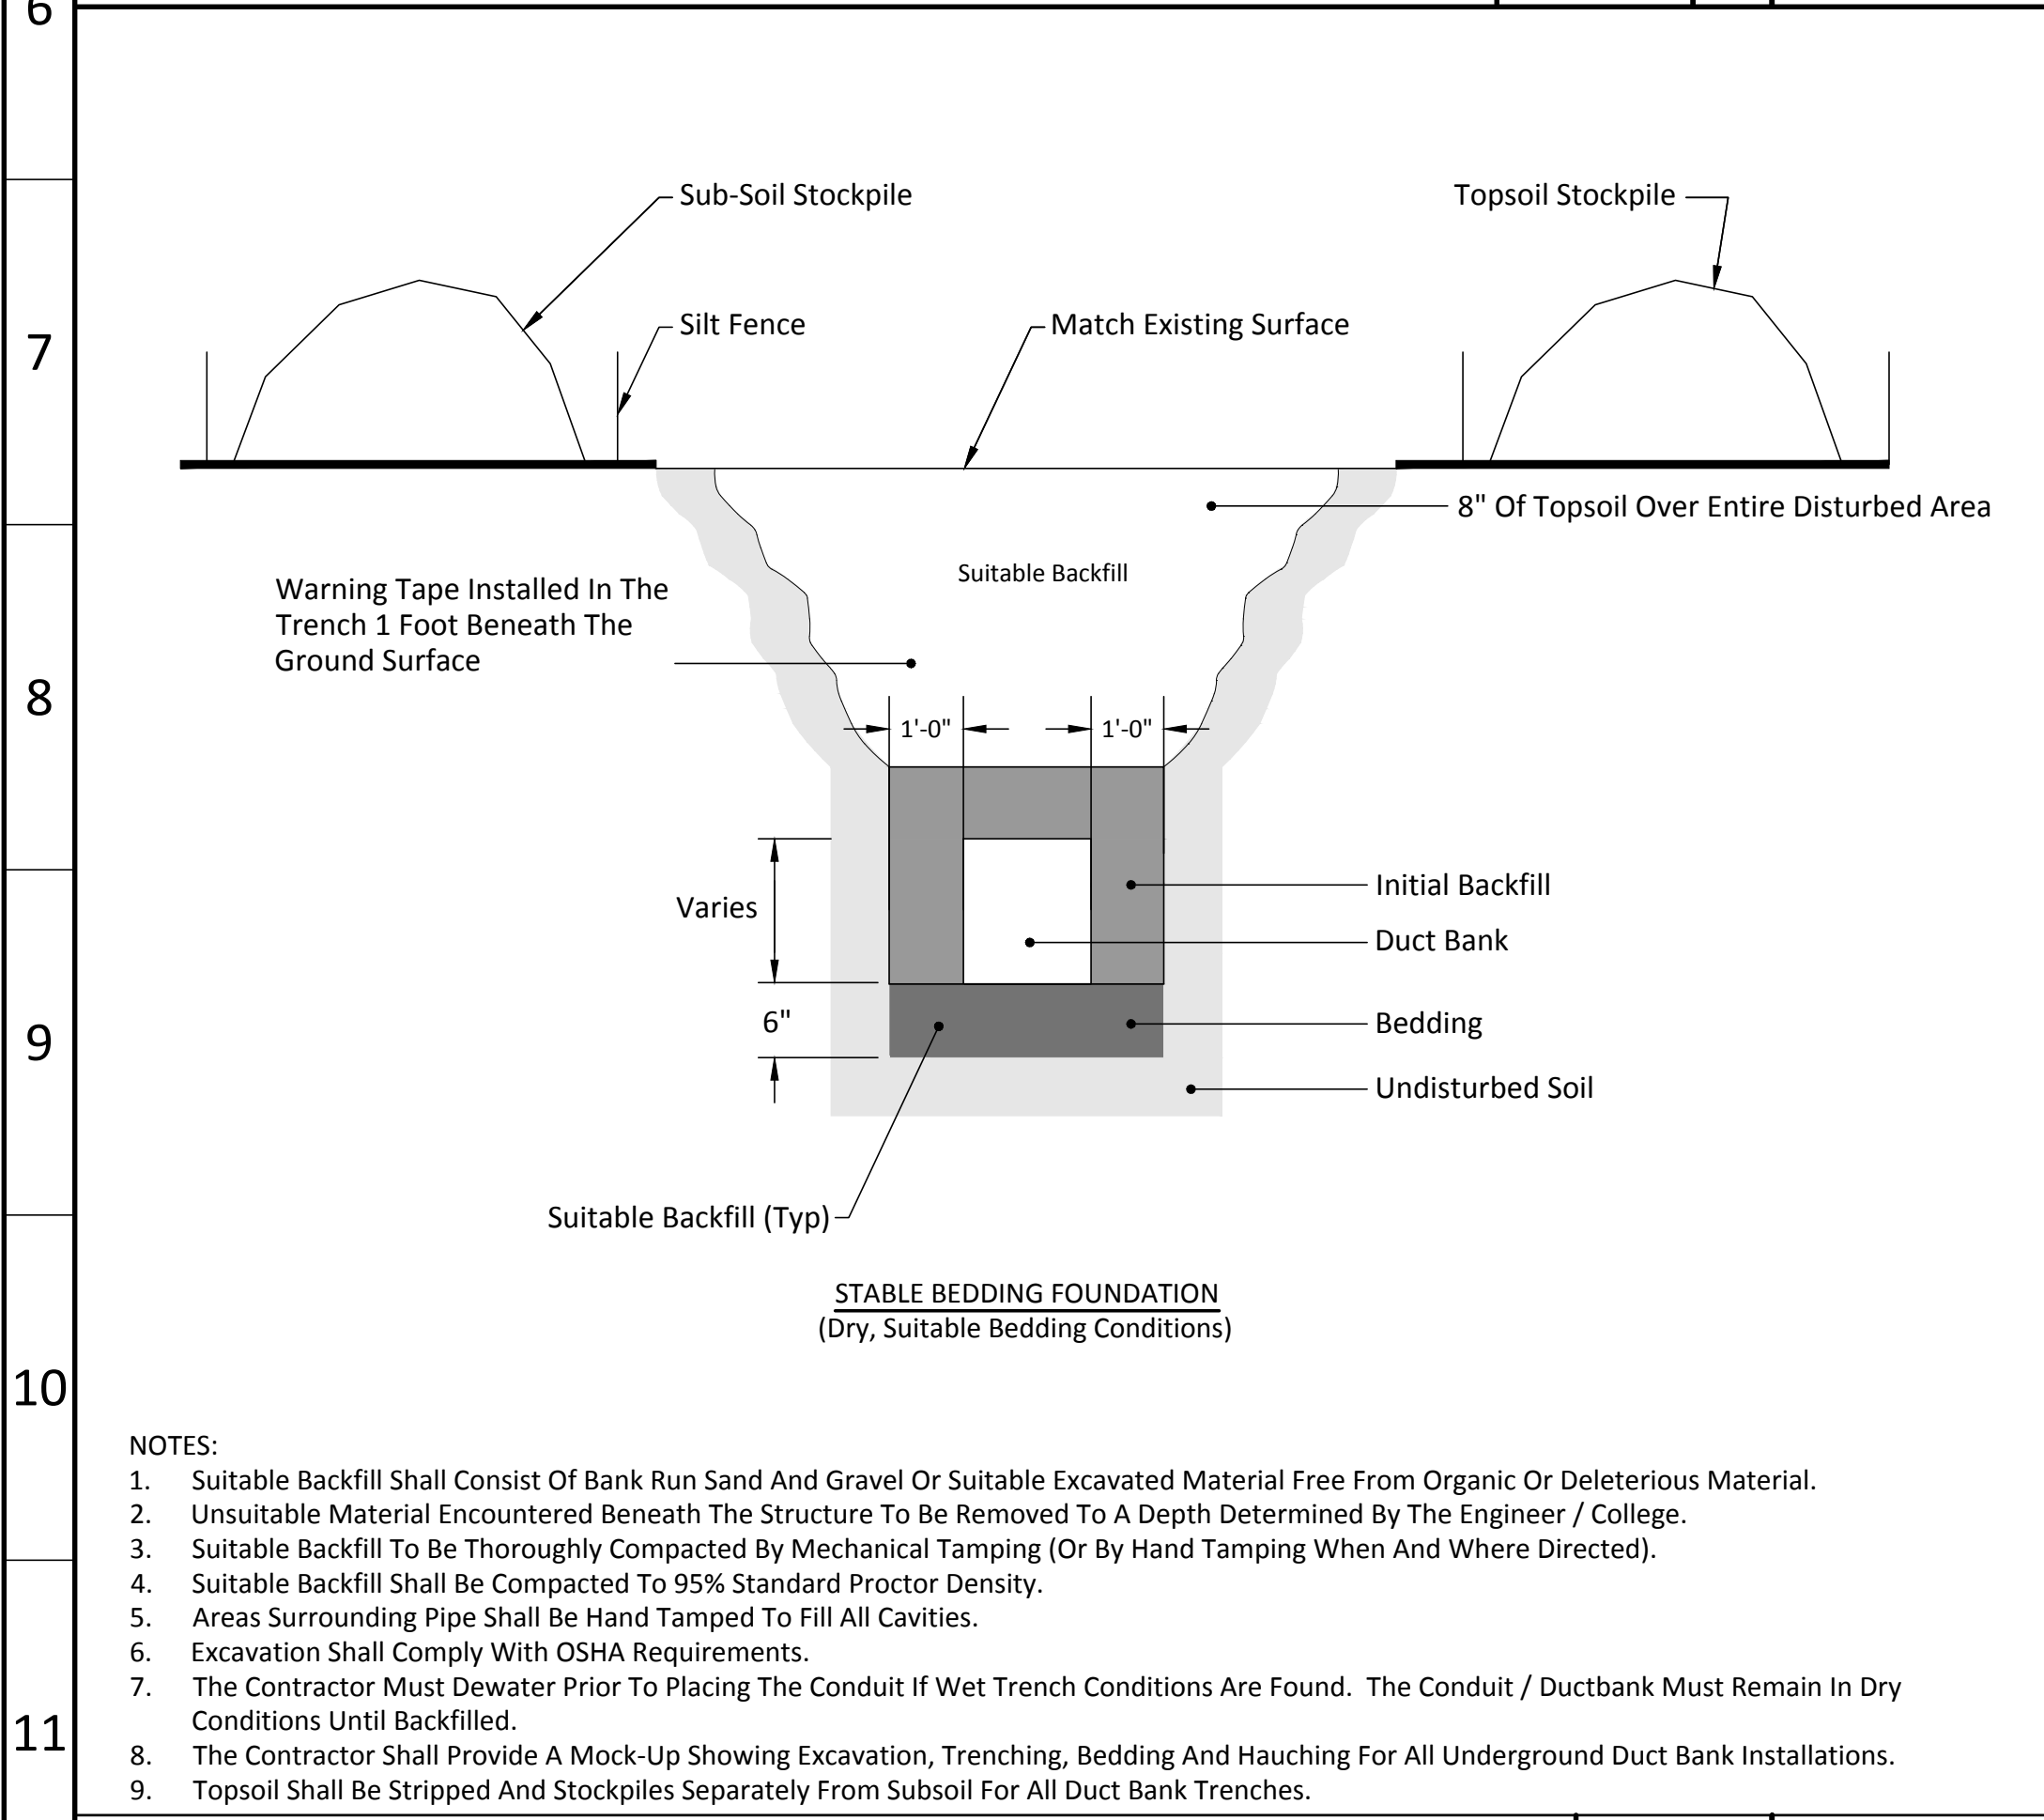 6
Sub-Soil Stockpile
Topsoil Stockpile
Silt Fence
Match Existing Surface
7
8" Of Topsoil Over Entire Disturbed Area
Suitable Backfill
Warning Tape Installed In The
Trench 1 Foot Beneath The
Ground Surface
8
1'-0"
1'-0"
Varies
Initial Backfill
Duct Bank
6"
Bedding
9
Undisturbed Soil
Suitable Backfill (Typ)
STABLE BEDDING FOUNDATION
(Dry, Suitable Bedding Conditions)
10
NOTES:
1. Suitable Backfill Shall Consist Of Bank Run Sand And Gravel Or Suitable Excavated Material Free From Organic Or Deleterious Material.
2. Unsuitable Material Encountered Beneath The Structure To Be Removed To A Depth Determined By The Engineer / College.
3. Suitable Backfill To Be Thoroughly Compacted By Mechanical Tamping (Or By Hand Tamping When And Where Directed).
4. Suitable Backfill Shall Be Compacted To 95% Standard Proctor Density.
5. Areas Surrounding Pipe Shall Be Hand Tamped To Fill All Cavities.
6. Excavation Shall Comply With OSHA Requirements.
7. The Contractor Must Dewater Prior To Placing The Conduit If Wet Trench Conditions Are Found. The Conduit / Ductbank Must Remain In Dry
Conditions Until Backfilled.
11
8. The Contractor Shall Provide A Mock-Up Showing Excavation, Trenching, Bedding And Hauching For All Underground Duct Bank Installations.
9. Topsoil Shall Be Stripped And Stockpiles Separately From Subsoil For All Duct Bank Trenches.